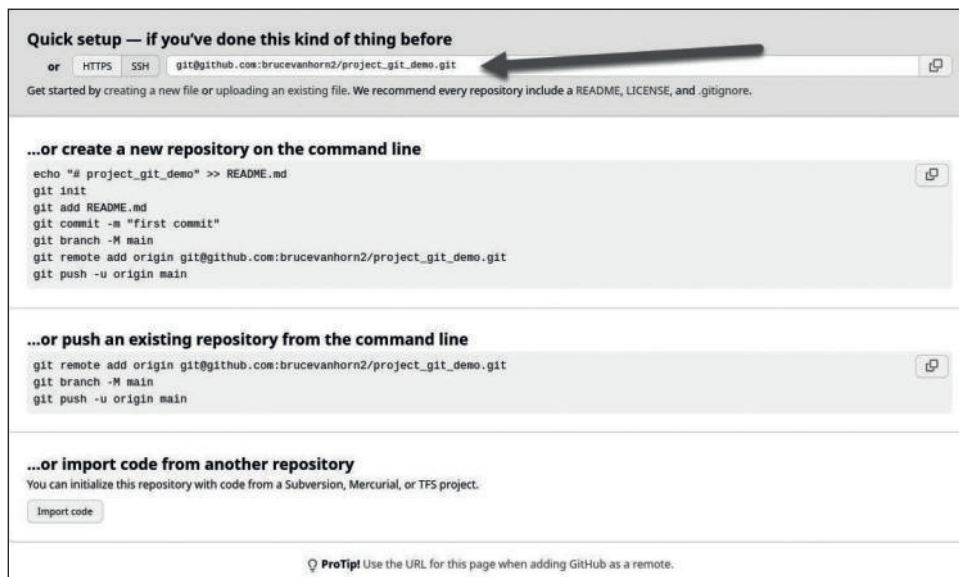 Quick setup — if you've done this kind of thing before
or HTTPS SSH git@github.com:brucevanhorn2/project_git_demo.git
Get started by creating a new file or uploading an existing file. We recommend every repository include a README, LICENSE, and .gitignore.
...or create a new repository on the command line
echo "# project_git_demo" >> README.md
git init
git add README.md
git commit -m "first commit"
git branch -M main
git remote add origin git@github.com:brucevanhorn2/project_git_demo.git
git push -u origin main
...or push an existing repository from the command line
git remote add origin git@github.com:brucevanhorn2/project_git_demo.git
git branch -M main
git push -u origin main
...or import code from another repository
You can initialize this repository with code from a Subversion, Mercurial, or TFS project.
Import code
ProTip! Use the URL for this page when adding GitHub as a remote.